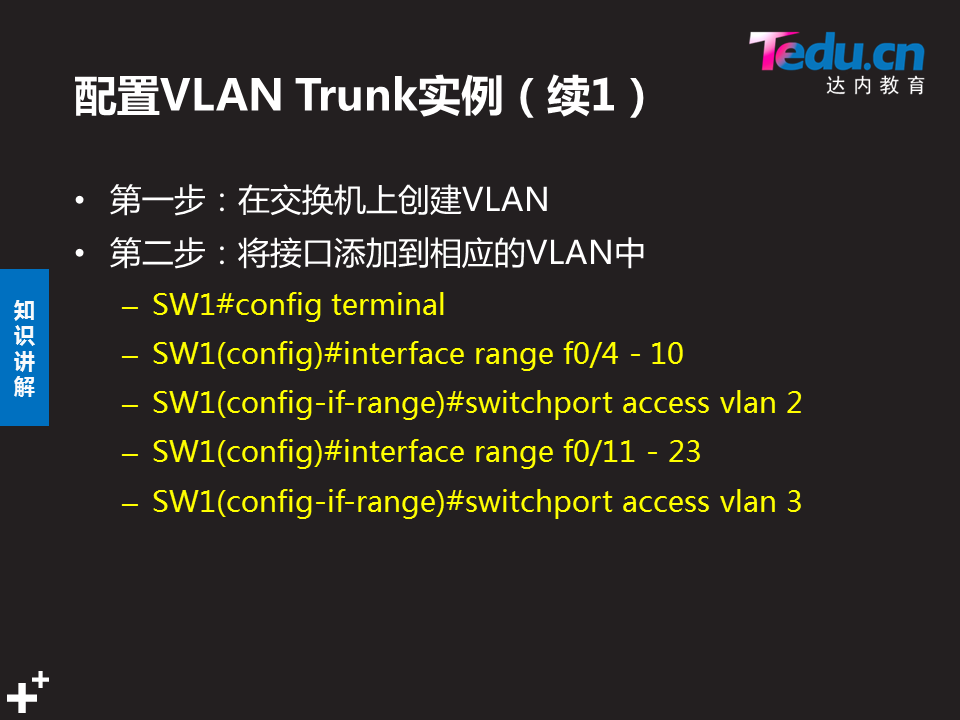 Tedu.cn
达内教育
配置VLAN Trunk实例（续1）
• 第一步：在交换机上创建VLAN
• 第二步：将接口添加到相应的VLAN中
– SW1#config terminal
– SW1(config)#interface range f0/4 - 10
– SW1(config-if-range)#switchport access vlan 2
– SW1(config)#interface range f0/11 - 23
– SW1(config-if-range)#switchport access vlan 3
知
识
讲
解